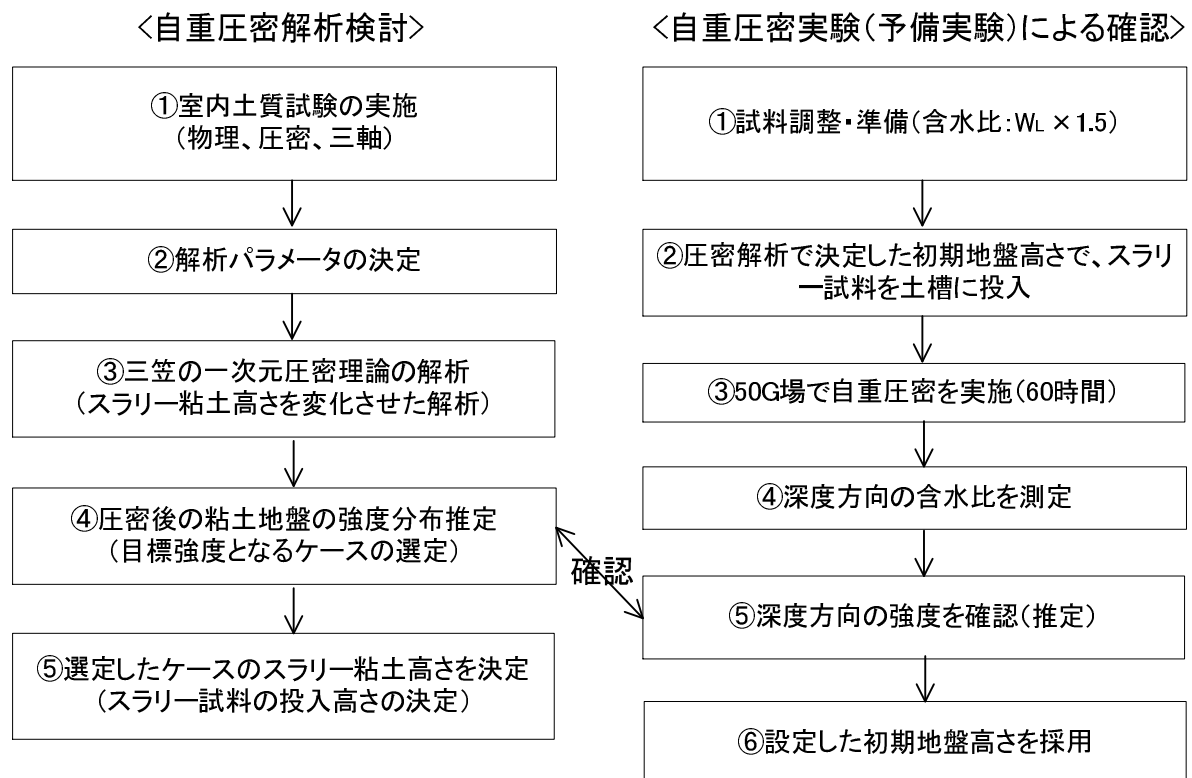 <自重圧密解析検討>
①室内土質試験の実施
(物理、圧密、三軸)
②解析パラメータの決定
③三笠の一次元圧密理論の解析
(スラリー粘土高さを変化させた解析)
④圧密後の粘土地盤の強度分布推定
(目標強度となるケースの選定)
⑤選定したケースのスラリー粘土高さを決定
(スラリー試料の投入高さの決定)
確認
<自重圧密実験(予備実験)による確認>
①試料調整・準備(含水比:WL×1.5)
②圧密解析で決定した初期地盤高さで、スラリ
ー試料を土槽に投入
③50G場で自重圧密を実施(60時間)
④深度方向の含水比を測定
⑤深度方向の強度を確認(推定)
⑥設定した初期地盤高さを採用